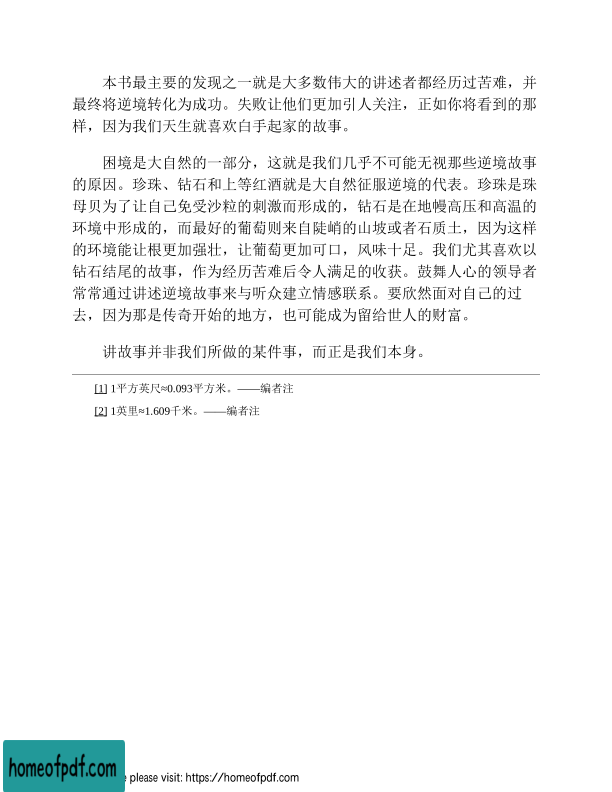 本书最主要的发现之一就是大多数伟大的讲述者都经历过苦难，并
最终将逆境转化为成功。失败让他们更加引人关注，正如你将看到的那
样，因为我们天生就喜欢白手起家的故事。
困境是大自然的一部分，这就是我们几乎不可能无视那些逆境故事
的原因。珍珠、钻石和上等红酒就是大自然征服逆境的代表。珍珠是珠
母贝为了让自己免受沙粒的刺激而形成的，钻石是在地幔高压和高温的
环境中形成的，而最好的葡萄则来自陡峭的山坡或者石质土，因为这样
的环境能让根更加强壮，让葡萄更加可口，风味十足。我们尤其喜欢以
钻石结尾的故事，作为经历苦难后令人满足的收获。鼓舞人心的领导者
常常通过讲述逆境故事来与听众建立情感联系。要欣然面对自己的过
去，因为那是传奇开始的地方，也可能成为留给世人的财富。
讲故事并非我们所做的某件事，而正是我们本身。
[1] 1平方英尺≈0.093平方米。——编者注
[2] 1英里≈1.609千米。——编者注
homeofpdf.com
e please visit: https://homeofpdf.com